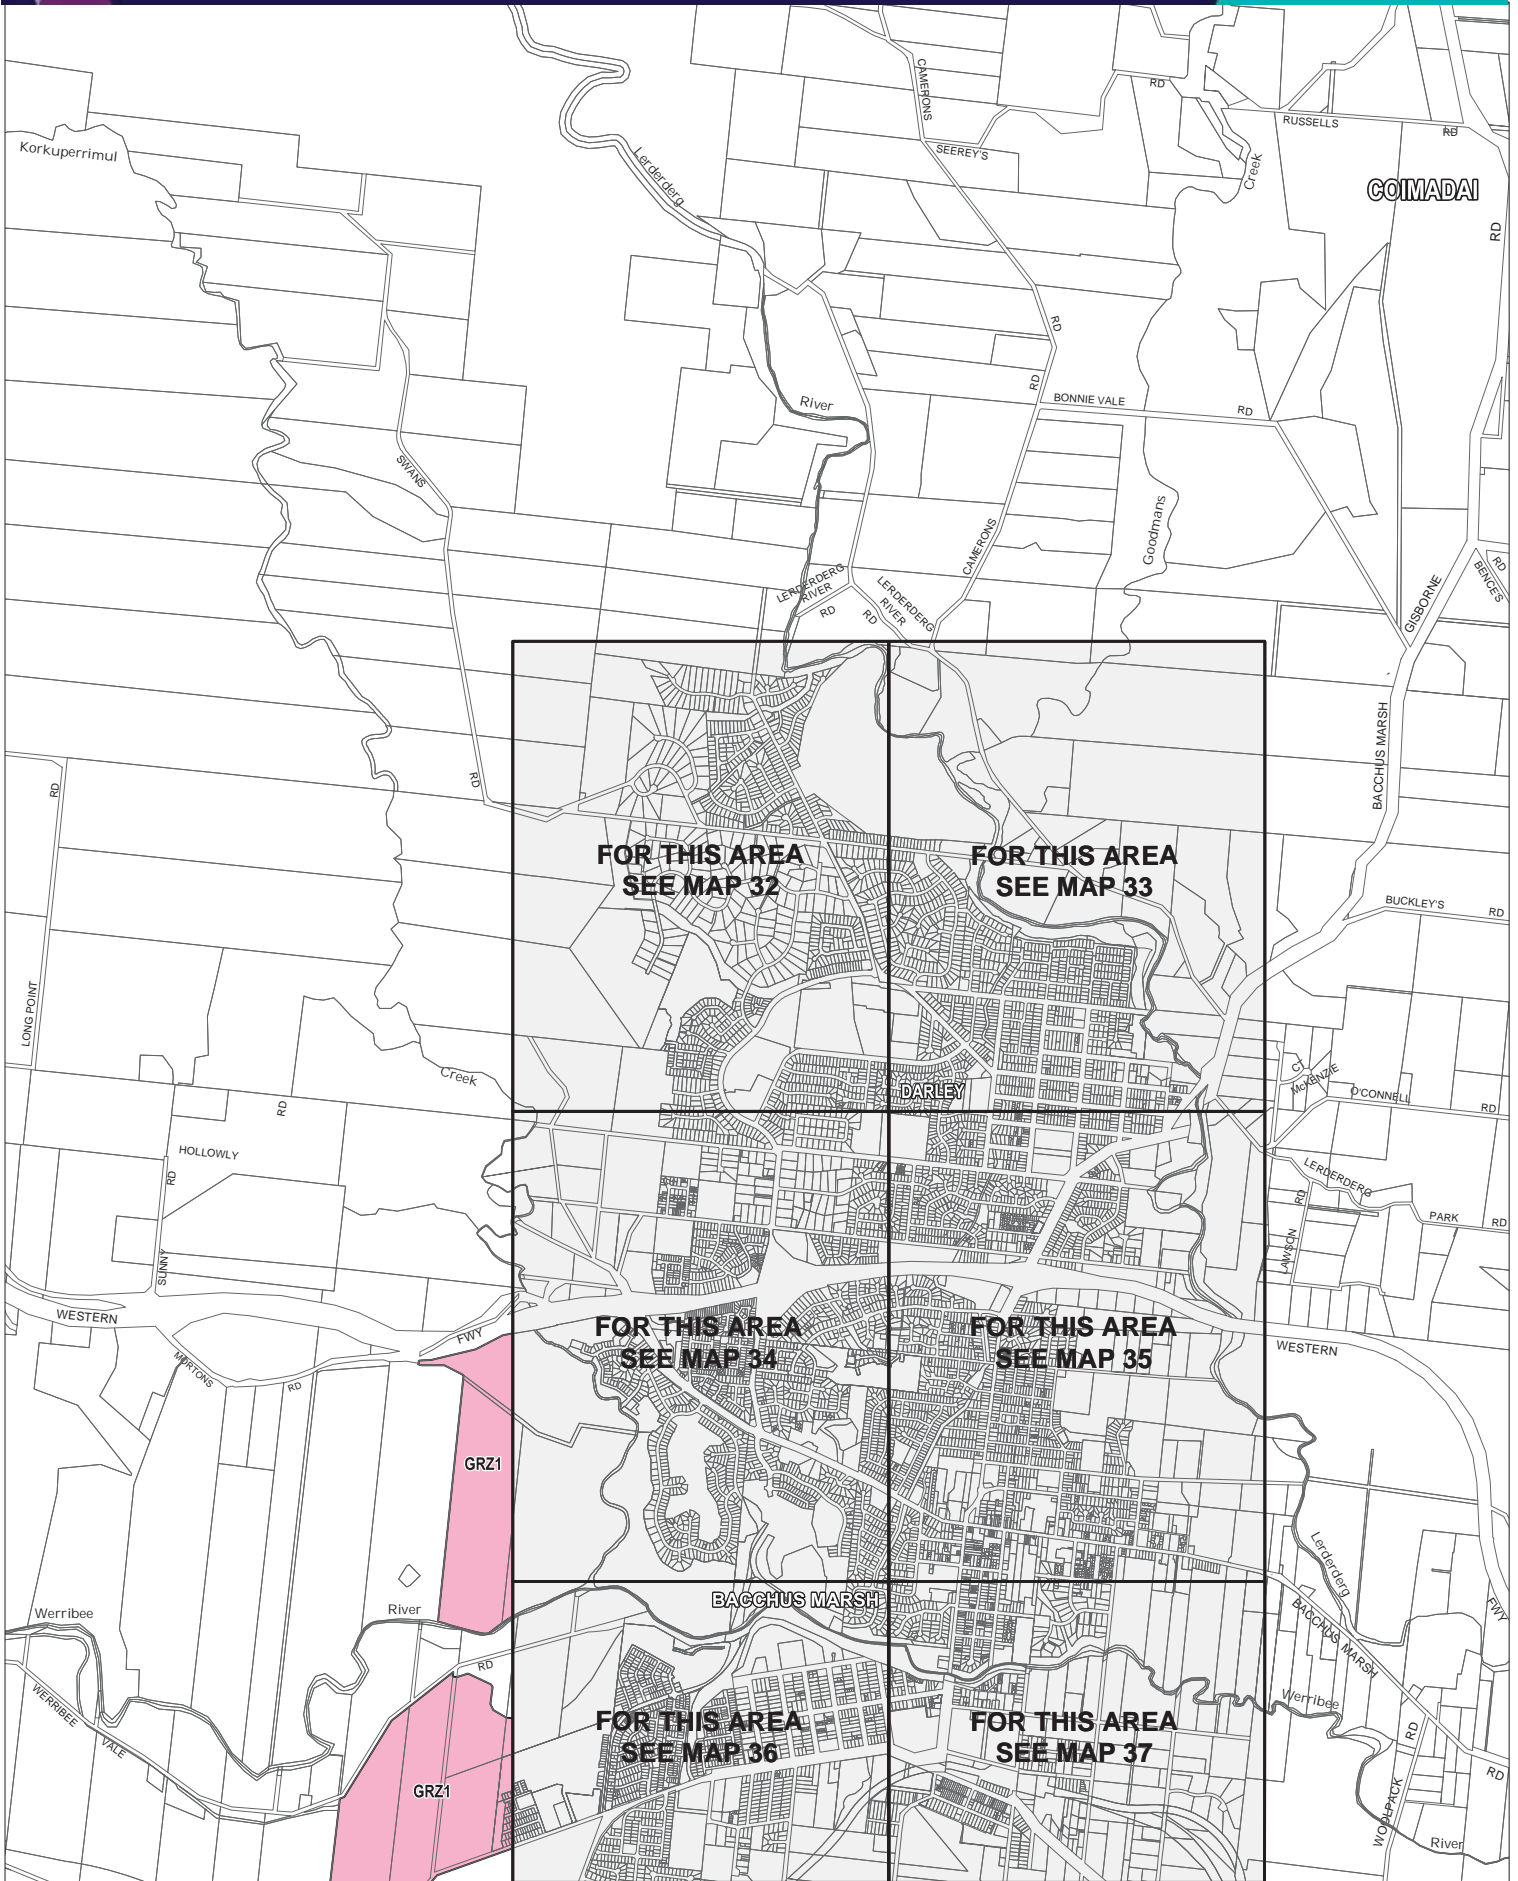 CAMERONS
RD
RUSSELLS
RD
Korkuperrimul
SEEREY'S
Lerderderg
Creek
COIMADAI
RD
RD
RD
River
BONNIE VALE
RD
SWANS
Goodmans
CAMERONS
LERDERDERG
RIVER
RD
LERDERDERG
RIVER
RD
RD
BENCE'S
GISBORNE
BACCHUS MARSH
RD
RD
FOR THIS AREA
SEE MAP 32
FOR THIS AREA
SEE MAP 33
BUCKLEY'S
RD
LONG POINT
Creek
DARLEY
CT
McKENZIE
O'CONNELL
RD
RD
HOLLOWLY
RD
SUNNY
LERDERDERG
RD
PARK
RD
LAWSON
WESTERN
FWY
MORTONS
RD
FOR THIS AREA
SEE MAP 34
FOR THIS AREA
SEE MAP 35
WESTERN
GRZ1
Lerderderg
FWY
BACCHUS MARSH
BACCHUS MARSH
Werribee
River
RD
WERRIBEE
VALE
Werribee
FOR THIS AREA
SEE MAP 36
FOR THIS AREA
SEE MAP 37
RD
RD
GRZ1
WOOLPACK
River